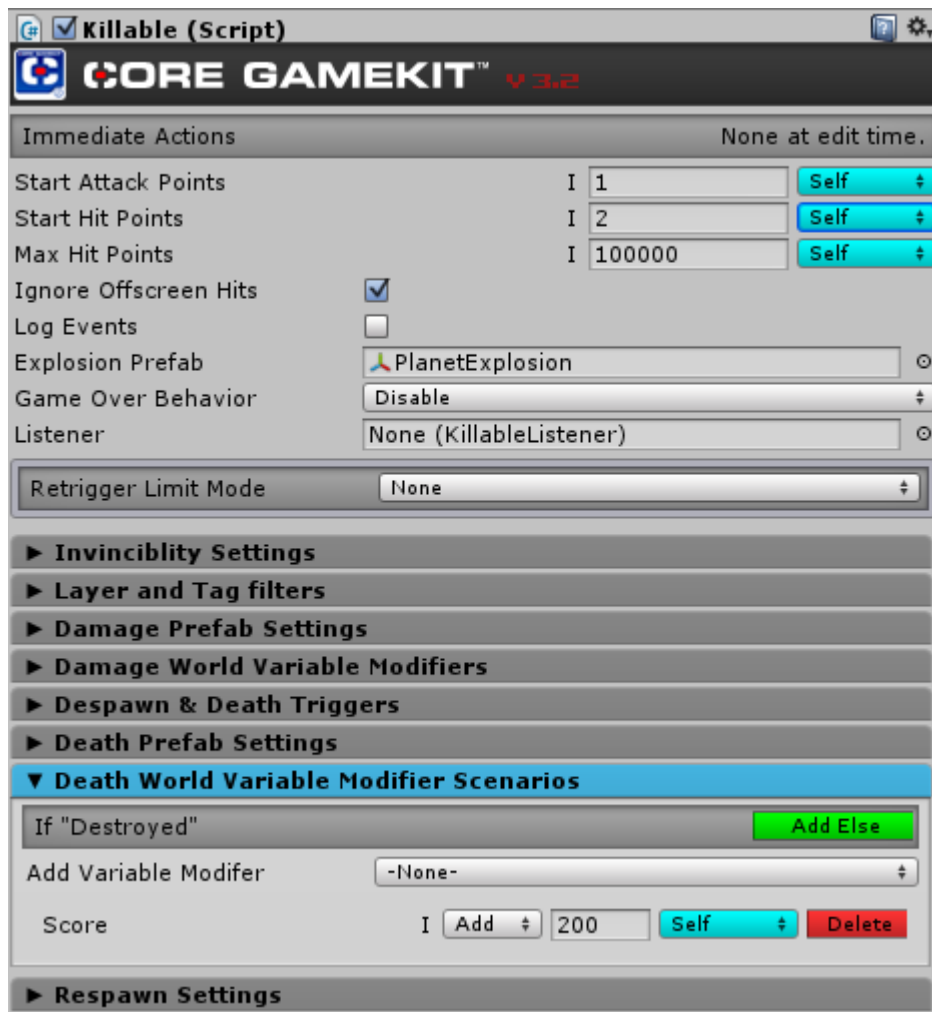 Killable (Script)
CORE GAMEKIT™ V 3.2
Immediate Actions None at edit time.
Start Attack Points I 1 Self
Start Hit Points I 2 Self
Max Hit Points I 100000 Self
Ignore Offscreen Hits
Log Events
Explosion Prefab PlanetExplosion
Game Over Behavior Disable
Listener None (KillableListener)
Retrigger Limit Mode None
► Invinciblity Settings
► Layer and Tag filters
► Damage Prefab Settings
► Damage World Variable Modifiers
► Despawn & Death Triggers
► Death Prefab Settings
▼ Death World Variable Modifier Scenarios
If "Destroyed" Add Else
Add Variable Modifer -None-
Score I Add 200 Self Delete
► Respawn Settings